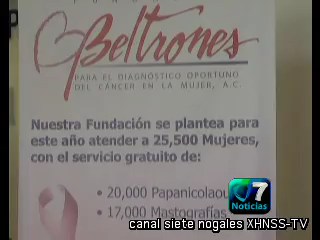 Beltrones
PARA EL DIAGNÓSTICO OPORTUNO
DEL CÁNCER EN LA MUJER, A.C.
Nuestra Fundación se plantea para
este año atender a 25,500 Mujeres,
con el servicio gratuito de:
• 20,000 Papanicolaou
• 17,000 Mastografías
7
Noticias
canal siete nogales XHNSS-TV